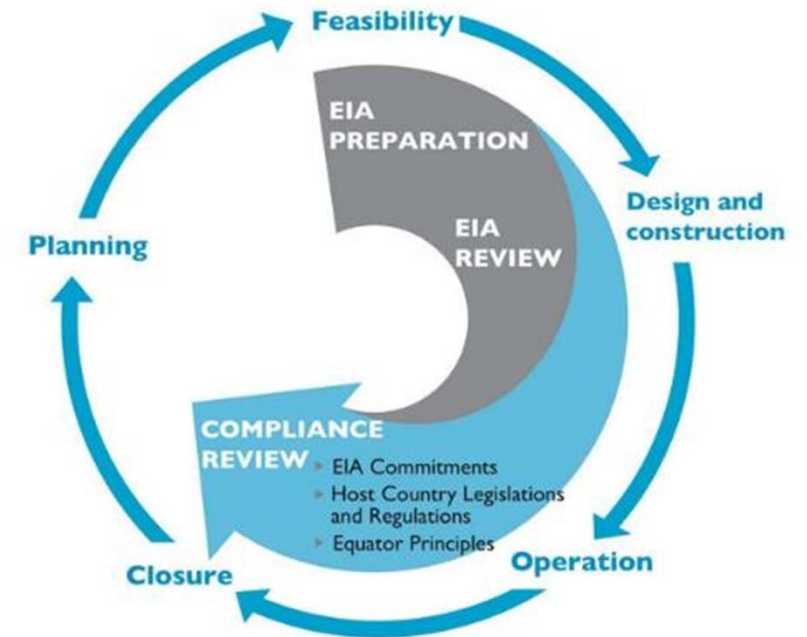 Feasibility
EIA
PREPARATION
EIA
REVIEW
Design and
construction
Planning
COMPLIANCE
REVIEW
EIA Commitments
Host Country Legislations
and Regulations
Equator Principles
Operation
Closure